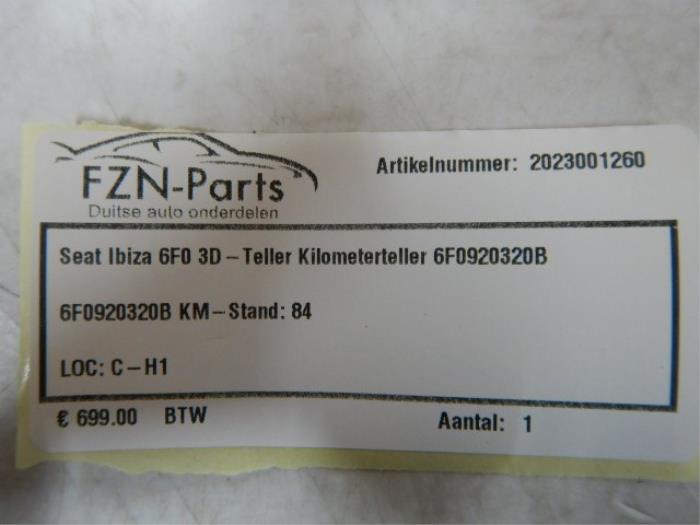 FZN-Parts
Duitse auto onderdelen
Artikelnummer: 2023001260
Seat Ibiza 6F0 3D-Teller Kilometerteller 6F0920320B
6F0920320B KM-Stand: 84
LOC: C-H1
€ 699.00 BTW
Aantal: 1